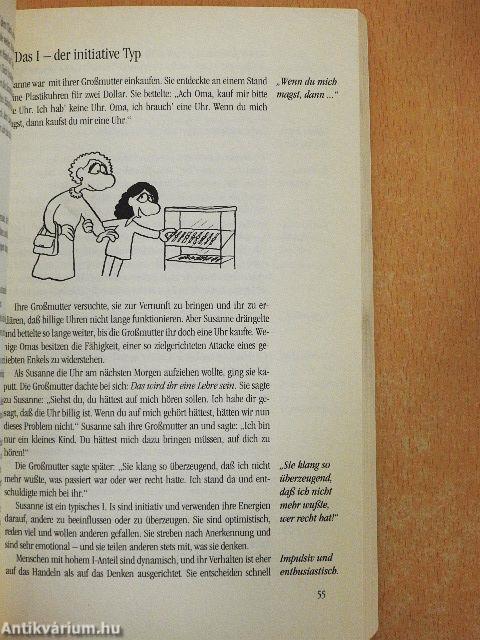 Das I – der initiative Typ
anne war mit ihrer Großmutter einkaufen. Sie entdeckte an einem Stand
ine Plastikuhren für zwei Dollar. Sie bettelte: „Ach Oma, kauf mir bitte
e Uhr. Ich hab' keine Uhr. Oma, ich brauch' eine Uhr. Wenn du mich
agst, dann kaufst du mir eine Uhr.“
„Wenn du mich
magst, dann ...“
Ihre Großmutter versuchte, sie zur Vernunft zu bringen und ihr zu er-
lären, daß billige Uhren nicht lange funktionieren. Aber Susanne drängelte
und bettelte so lange weiter, bis die Großmutter ihr doch eine Uhr kaufte. We-
nige Omas besitzen die Fähigkeit, einer so zielgerichteten Attacke eines ge-
iebten Enkels zu widerstehen.
Als Susanne die Uhr am nächsten Morgen aufziehen wollte, ging sie ka-
putt. Die Großmutter dachte bei sich: Das wird ihr eine Lehre sein. Sie sagte
zu Susanne: „Siehst du, du hättest auf mich hören sollen. Ich habe dir ge-
sagt, daß die Uhr billig ist. Wenn du auf mich gehört hättest, hätten wir nun
dieses Problem nicht.“ Susanne sah ihre Großmutter an und sagte: „Ich bin
nur ein kleines Kind. Du hättest mich dazu bringen müssen, auf dich zu
hören!“
Die Großmutter sagte später: „Sie klang so überzeugend, daß ich nicht
mehr wußte, was passiert war oder wer recht hatte. Ich stand da und ent-
schuldigte mich bei ihr.“
„Sie klang so
überzeugend,
daß ich nicht
mehr wußte,
wer recht hat!“
Susanne ist ein typisches I. Is sind initiativ und verwenden ihre Energien
darauf, andere zu beeinflussen oder zu überzeugen. Sie sind optimistisch,
reden viel und wollen anderen gefallen. Sie streben nach Anerkennung und
sind sehr emotional – und sie teilen anderen stets mit, was sie denken.
Menschen mit hohem I-Anteil sind dynamisch, und ihr Verhalten ist eher
auf das Handeln als auf das Denken ausgerichtet. Sie entscheiden schnell
Impulsiv und
enthusiastisch.
55
Antikvárium.hu